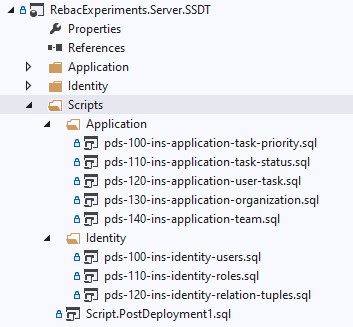 RebacExperiments.Server.SSDT
Properties
References
Application
Identity
Scripts
Application
pds-100-ins-application-task-priority.sql
pds-110-ins-application-task-status.sql
pds-120-ins-application-user-task.sql
pds-130-ins-application-organization.sql
pds-140-ins-application-team.sql
Identity
pds-100-ins-identity-users.sql
pds-110-ins-identity-roles.sql
pds-120-ins-identity-relation-tuples.sql
Script.PostDeployment1.sql